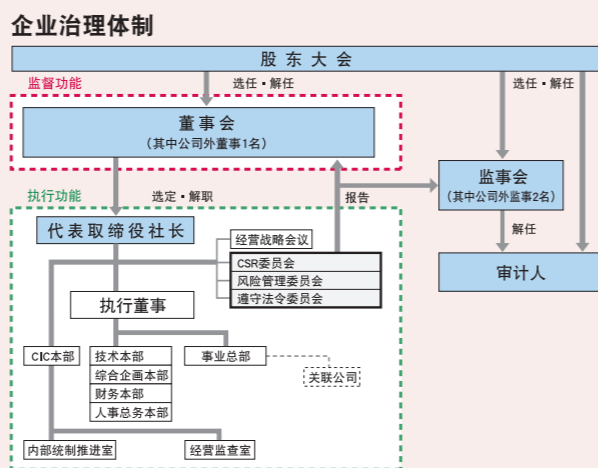 企业治理体制
股东大会
监督功能
选任·解任
选任·解任
董事会
(其中公司外董事1名)
监事会
(其中公司外监事2名)
执行功能
选定·解职
报告
解任
代表取缔役社长
经营战略会议
CSR委员会
风险管理委员会
遵守法令委员会
审计人
执行董事
CIC本部
技术本部
事业总部
综合企画本部
关联公司
财务本部
人事总务本部
内部统制推进室
经营监查室